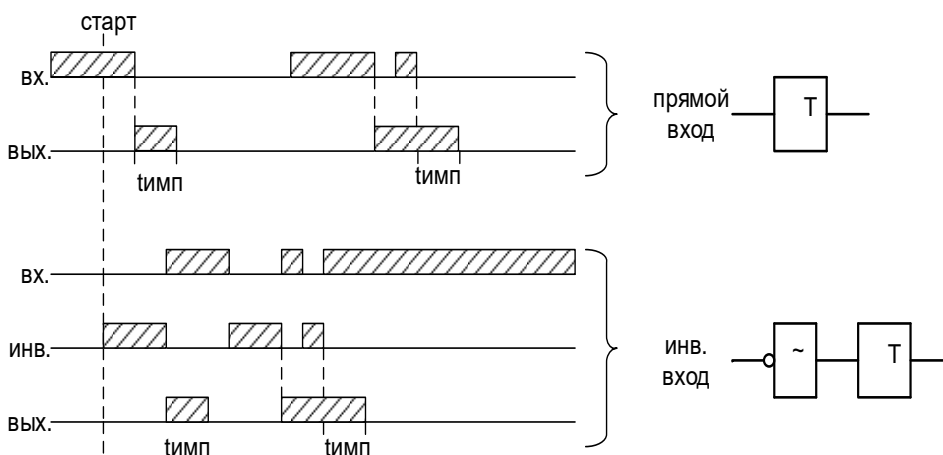 старт
вх.
вых.
tимп
tимп
прямой
вход
T
вх.
инв.
вых.
tимп
tимп
инв.
вход
~
T